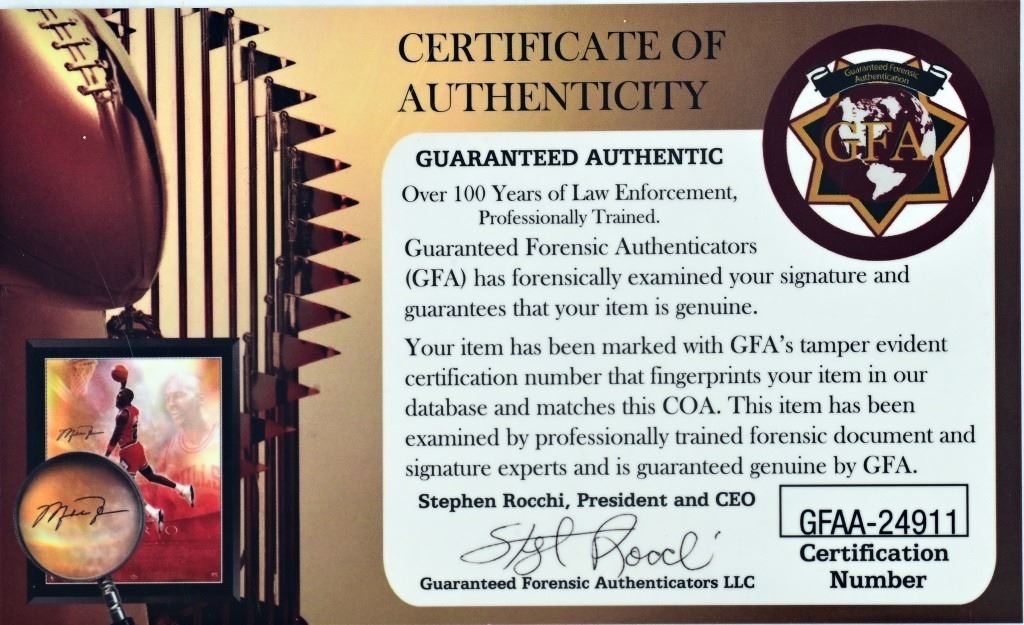 CERTIFICATE OF
AUTHENTICITY
Guaranteed Forensic
Authentication
GFA
GUARANTEED AUTHENTIC
Over 100 Years of Law Enforcement,
Professionally Trained.
Guaranteed Forensic Authenticators
(GFA) has forensically examined your signature and
guarantees that your item is genuine.
Your item has been marked with GFA's tamper evident
certification number that fingerprints your item in our
database and matches this COA. This item has been
examined by professionally trained forensic document and
signature experts and is guaranteed genuine by GFA.
Stephen Rocchi, President and CEO
Guaranteed Forensic Authenticators LLC
GFAA-24911
Certification
Number